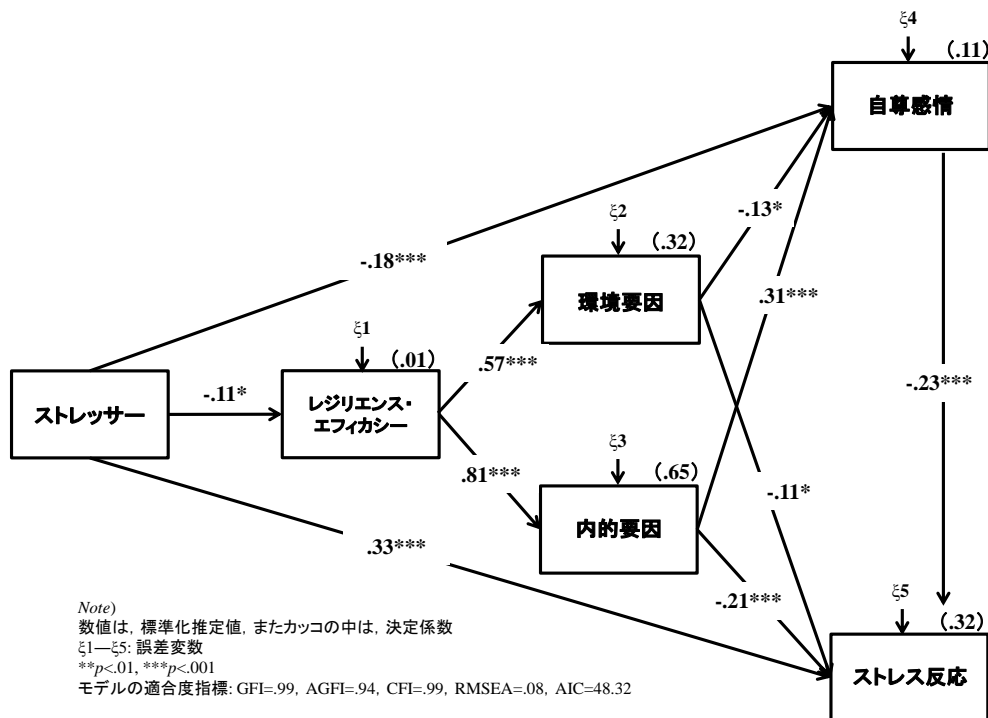 ξ4
(.11)
自尊感情
ξ2
-.13*
(.32)
-.18***
環境要因
.31***
ξ1
(.01)
.57***
-.23***
ストレッサー
-.11*
レジリエンス・
エフィカシー
ξ3
.81***
(.65)
-.11*
内的要因
.33***
-.21***
ξ5
(.32)
ストレス反応
Note)
数値は, 標準化推定値, またカッコの中は, 決定係数
ξ1—ξ5: 誤差変数
**p<.01, ***p<.001
モデルの適合度指標: GFI=.99, AGFI=.94, CFI=.99, RMSEA=.08, AIC=48.32